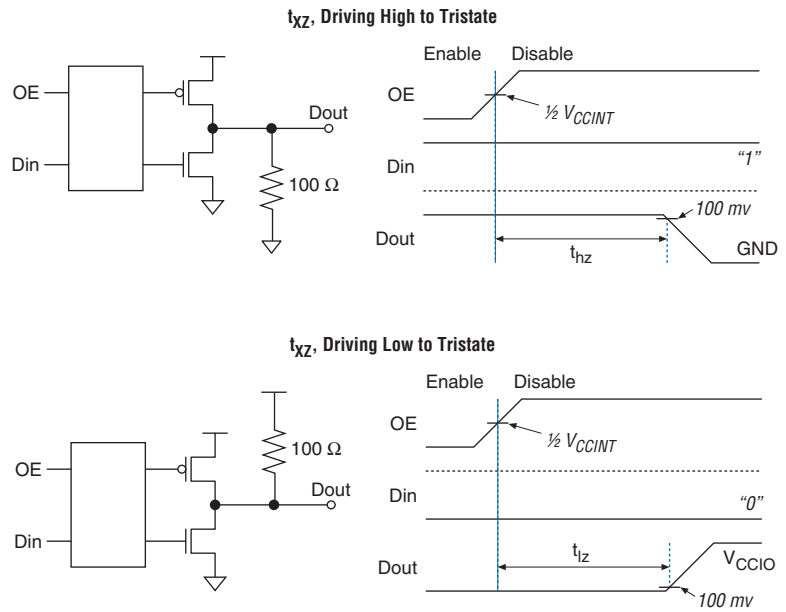 tXZ, Driving High to Tristate
Enable Disable
OE
Din
Dout
100 Ω
OE
½ VCCINT
Din
"1"
100 mv
Dout
thz
GND
tXZ, Driving Low to Tristate
Enable Disable
OE
Din
100 Ω
Dout
OE
½ VCCINT
Din
"0"
Dout
tlz
VCCIO
100 mv